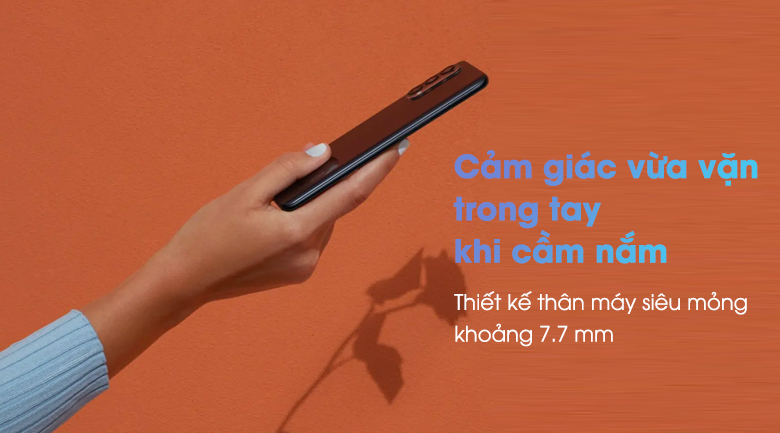 Cảm giác vừa vặn
trong tay
khi cầm nắm
Thiết kế thân máy siêu mỏng
khoảng 7.7 mm